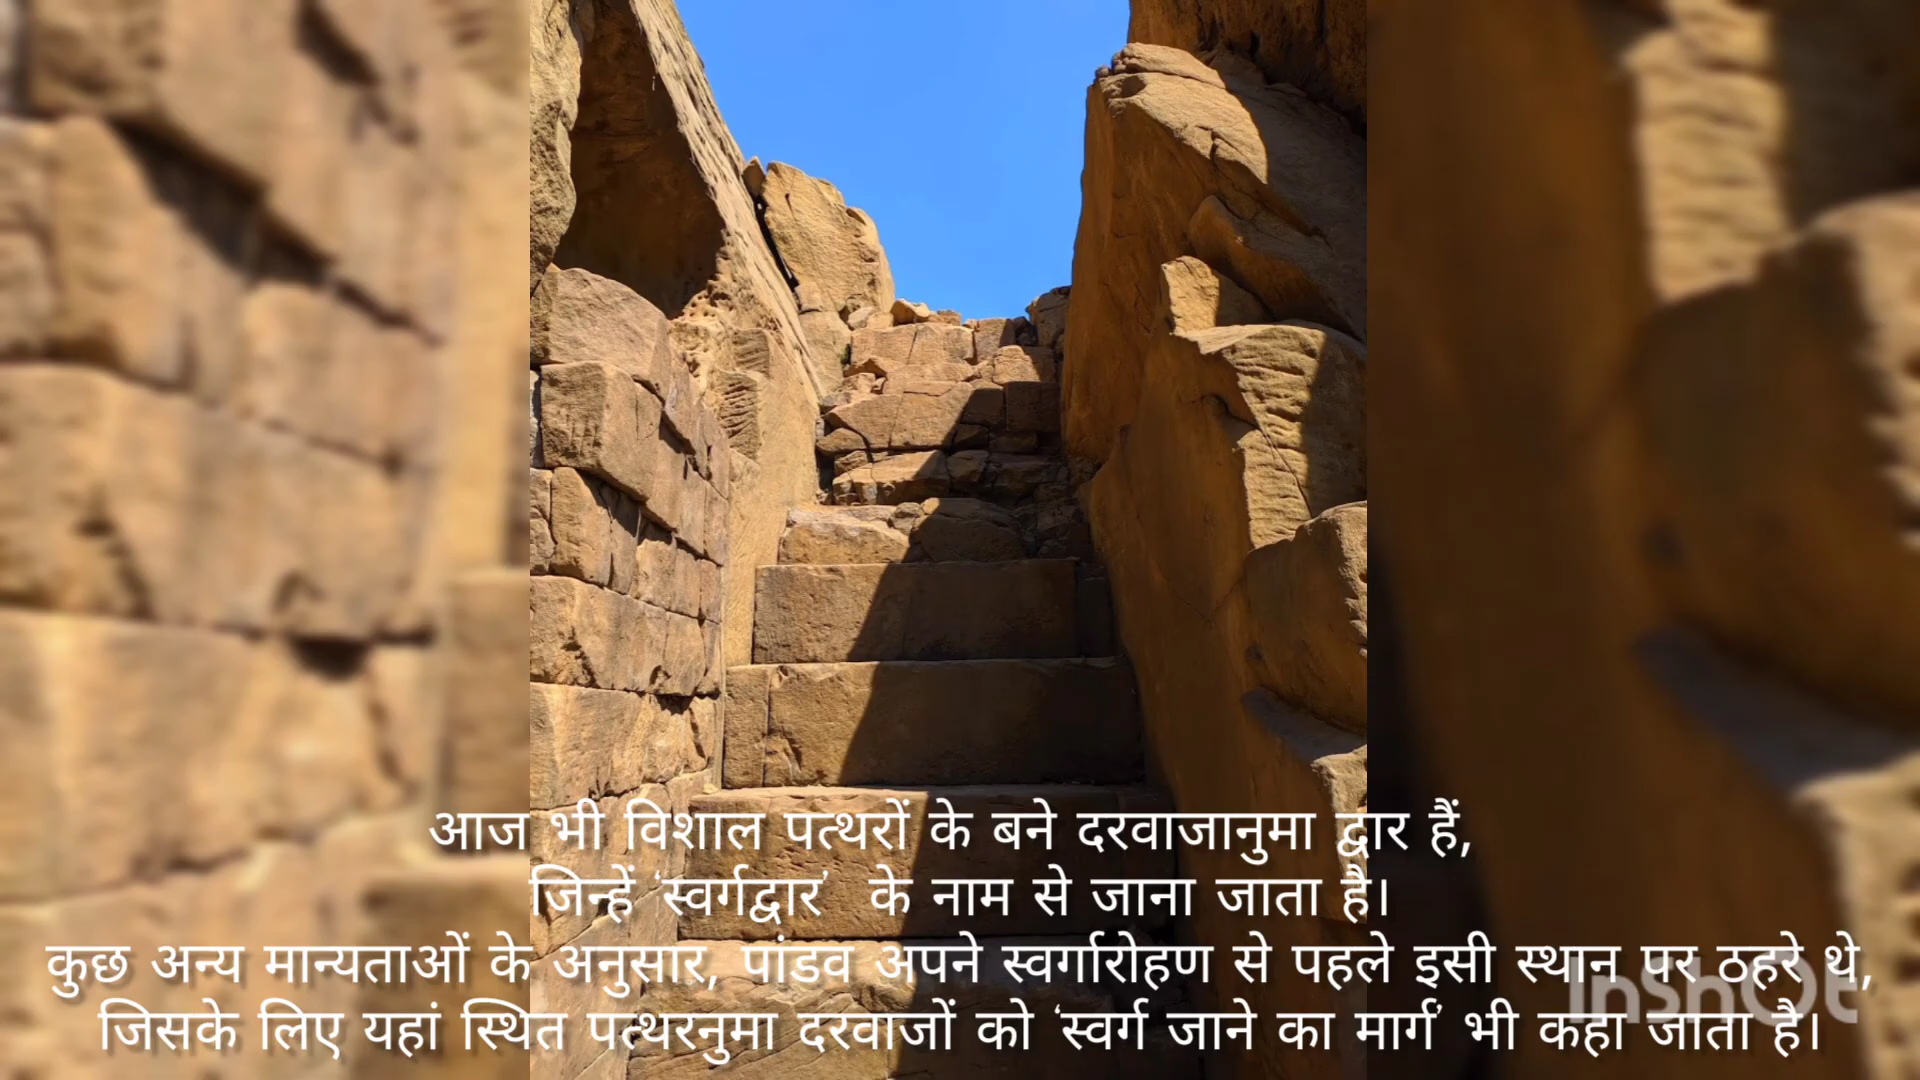 आज भी विशाल पत्थरों के बने दरवाजानुमा द्वार हैं,
जिन्हें ‘स्वर्गद्वार’ के नाम से जाना जाता है।
कुछ अन्य मान्यताओं के अनुसार, पांडव अपने स्वर्गारोहण से पहले इसी स्थान पर ठहरे थे,
जिसके लिए यहां स्थित पत्थरनुमा दरवाजों को ‘स्वर्ग जाने का मार्ग’ भी कहा जाता है।
InShOt